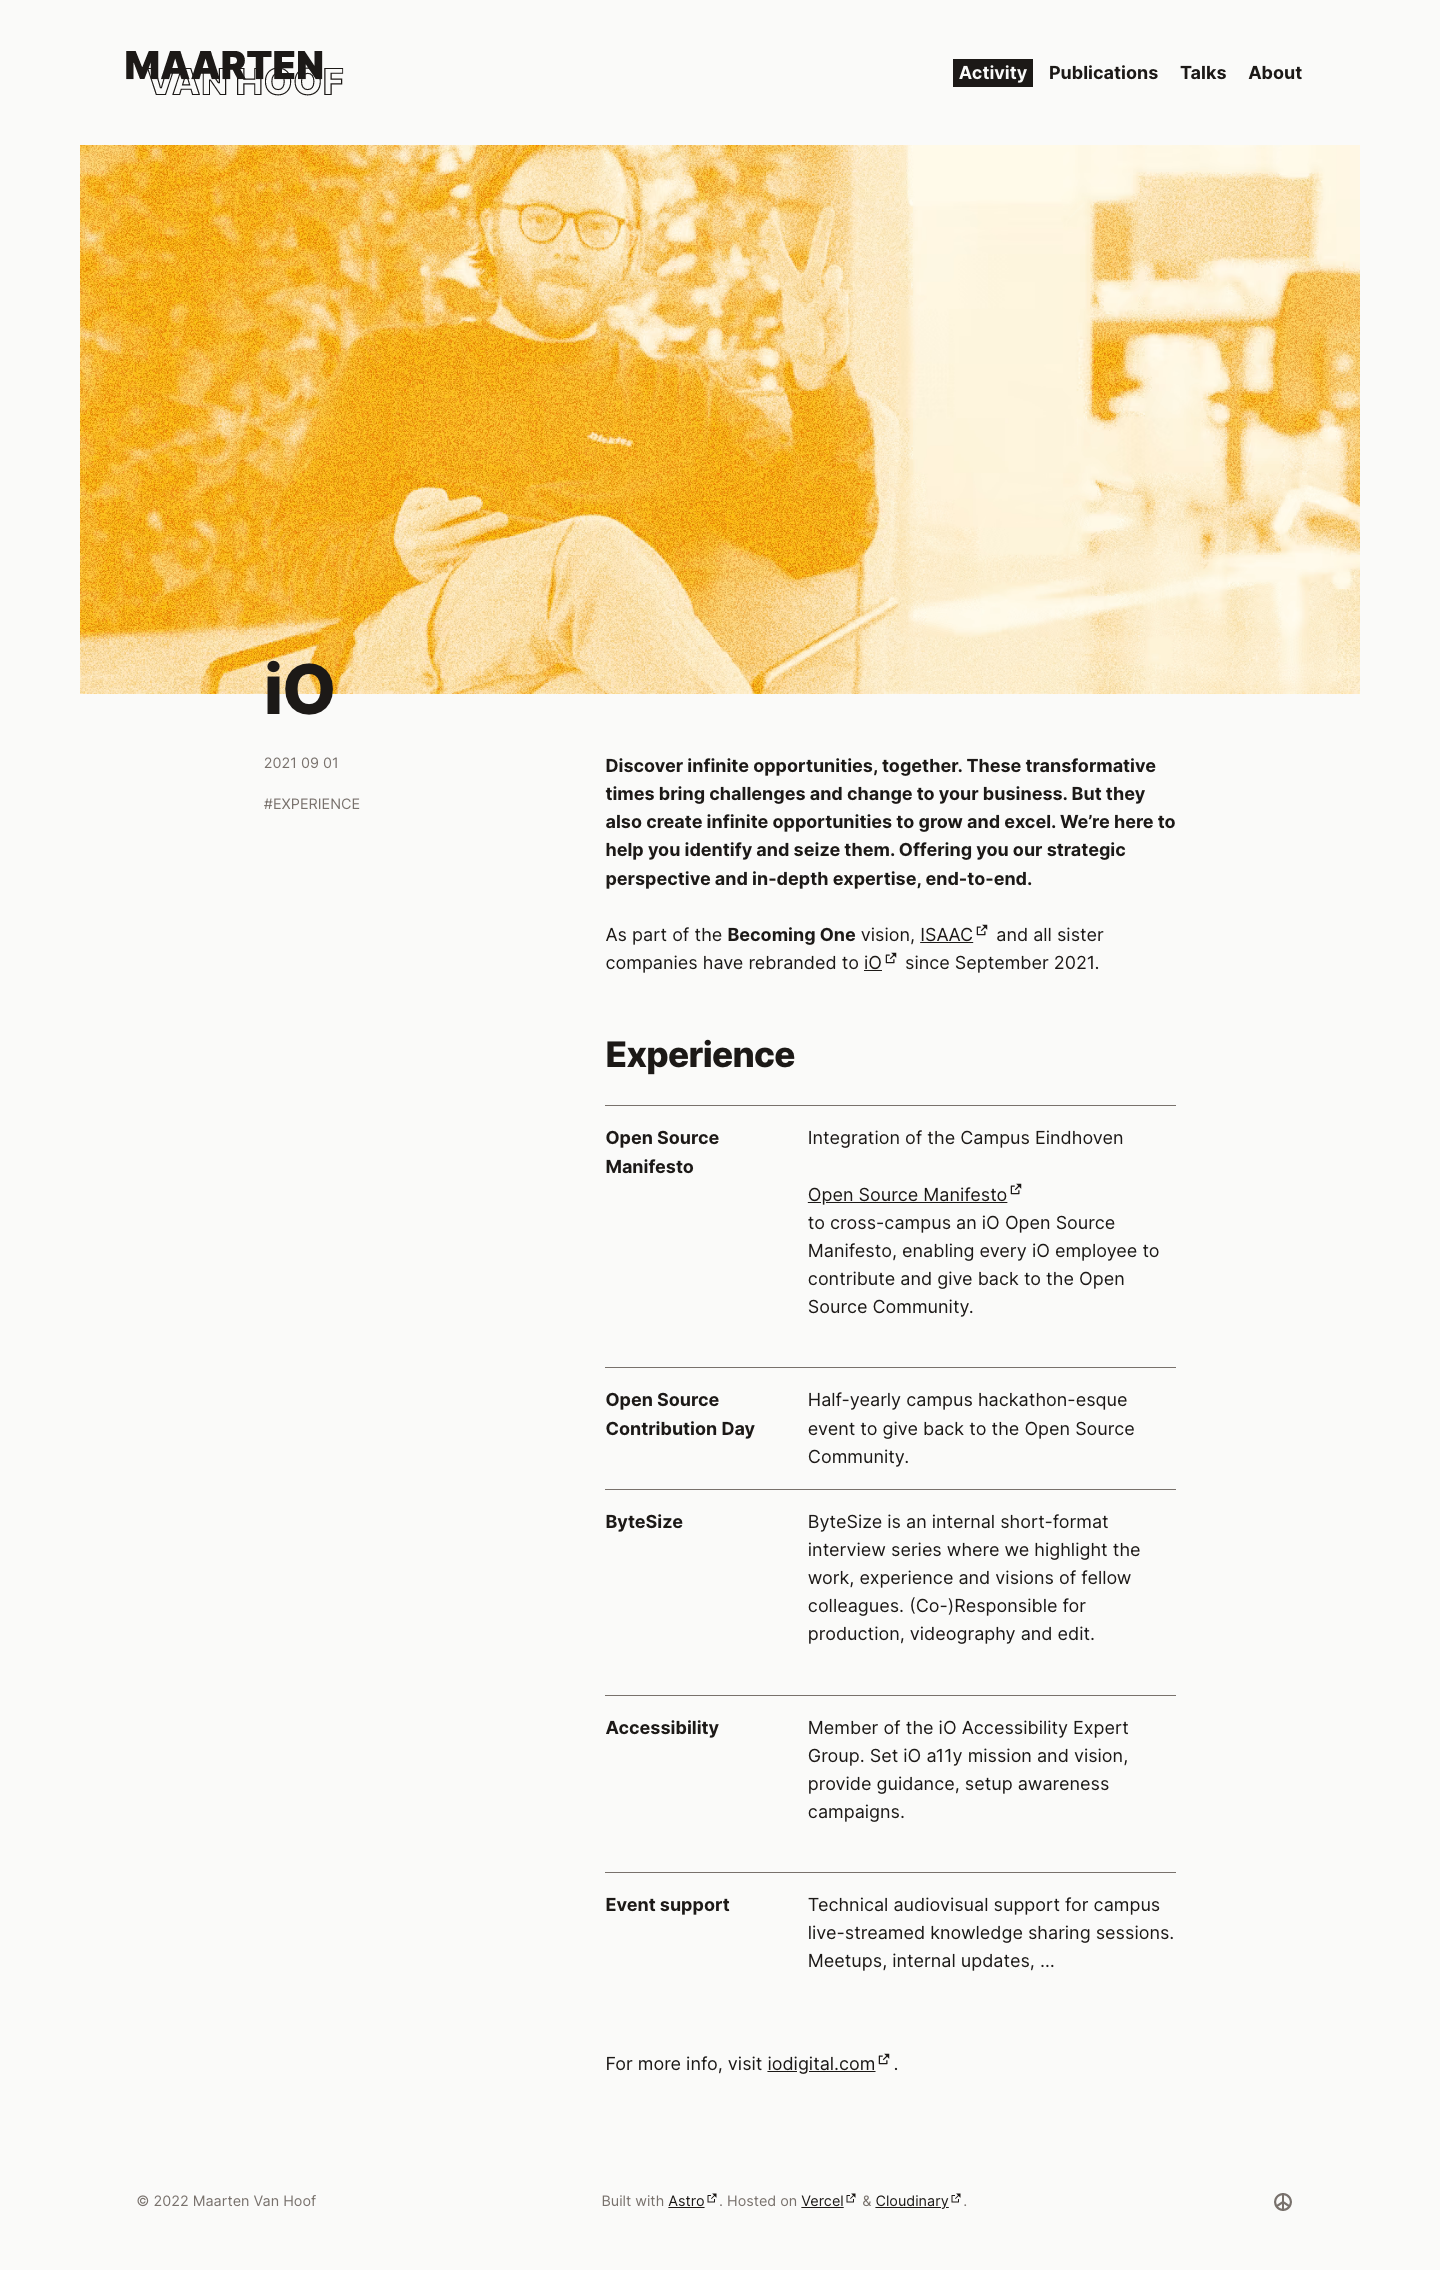 MAARTEN
VAN HOOF
Activity Publications Talks About
iO
2021 09 01
#EXPERIENCE
Discover infinite opportunities, together. These transformative
times bring challenges and change to your business. But they
also create infinite opportunities to grow and excel. We’re here to
help you identify and seize them. Offering you our strategic
perspective and in-depth expertise, end-to-end.
As part of the Becoming One vision, ISAAC and all sister
companies have rebranded to iO since September 2021.
Experience
Open Source
Manifesto
Integration of the Campus Eindhoven
Open Source Manifesto
to cross-campus an iO Open Source
Manifesto, enabling every iO employee to
contribute and give back to the Open
Source Community.
Open Source
Contribution Day
Half-yearly campus hackathon-esque
event to give back to the Open Source
Community.
ByteSize
ByteSize is an internal short-format
interview series where we highlight the
work, experience and visions of fellow
colleagues. (Co-)Responsible for
production, videography and edit.
Accessibility
Member of the iO Accessibility Expert
Group. Set iO a11y mission and vision,
provide guidance, setup awareness
campaigns.
Event support
Technical audiovisual support for campus
live-streamed knowledge sharing sessions.
Meetups, internal updates, ...
For more info, visit iodigital.com.
© 2022 Maarten Van Hoof
Built with Astro. Hosted on Vercel & Cloudinary.